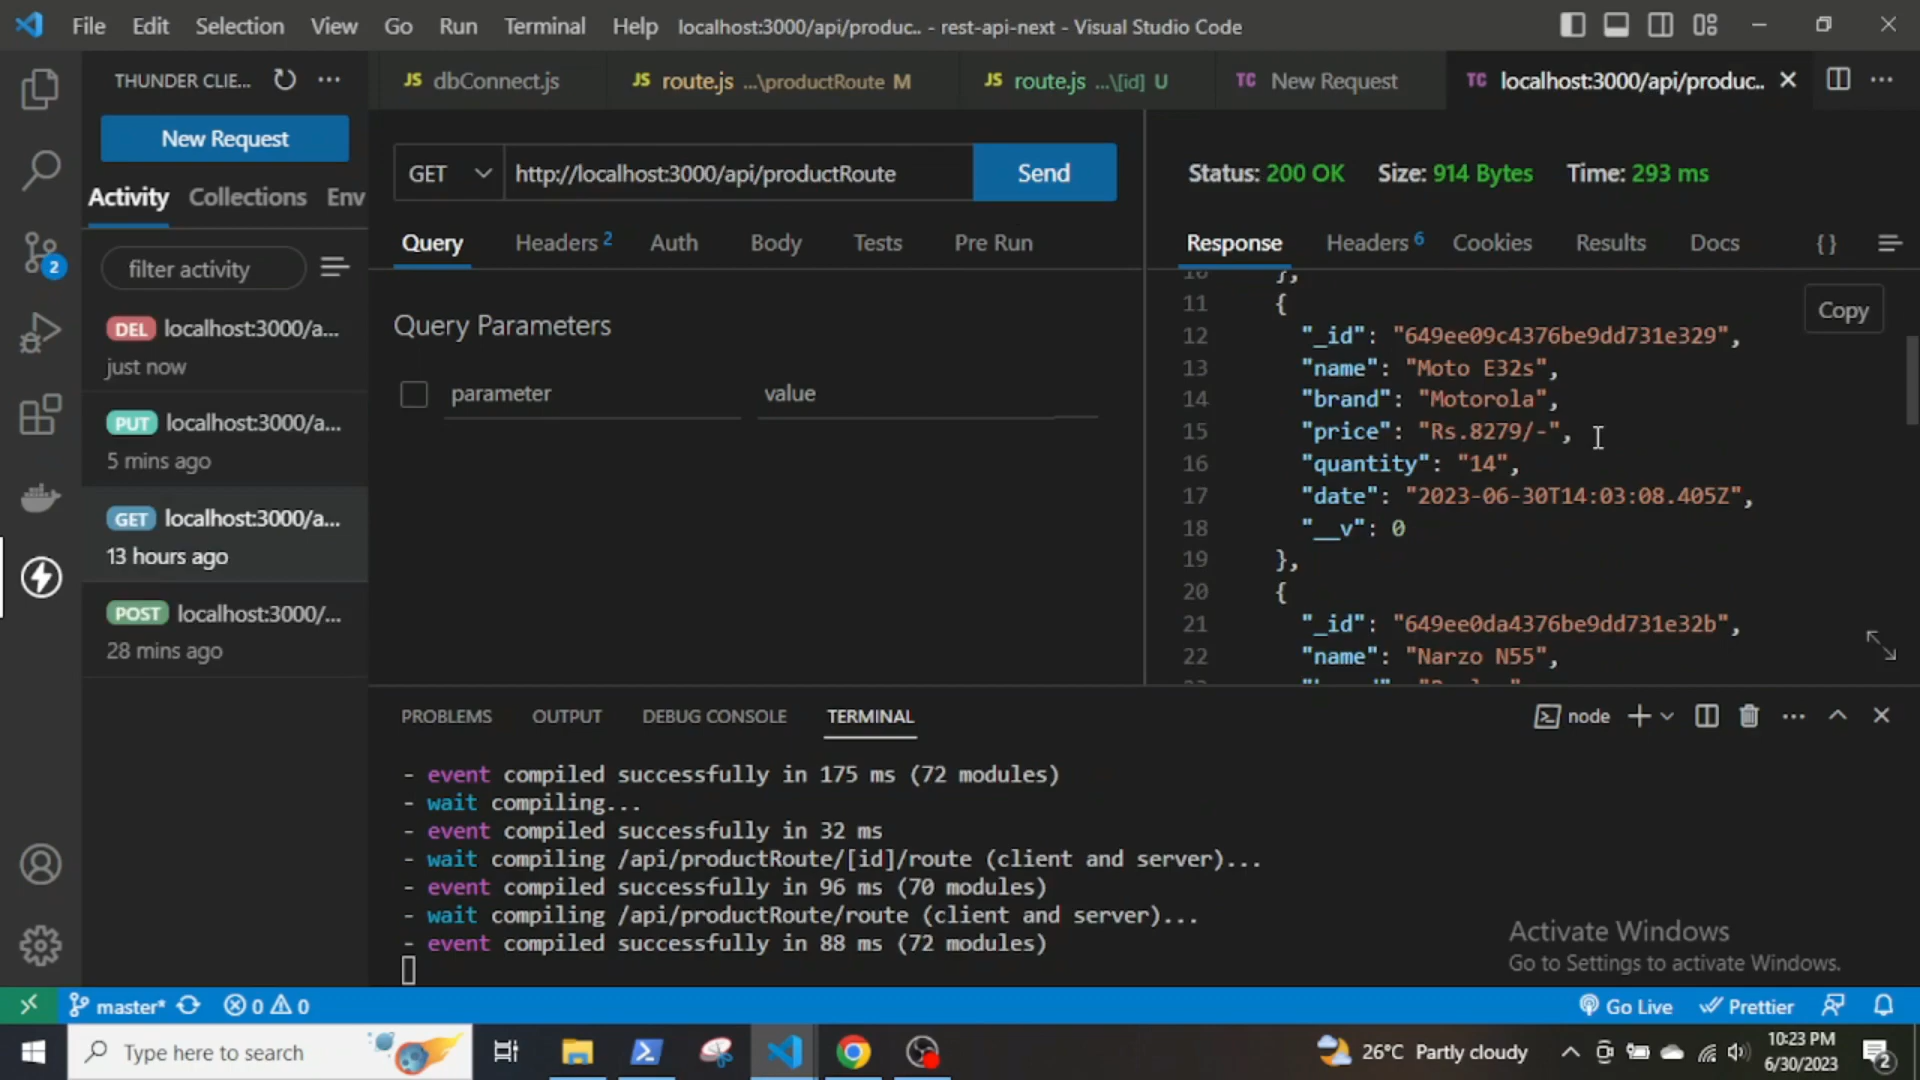 File Edit Selection View Go Run Terminal Help localhost:3000/api/produc.. - rest-api-next - Visual Studio Code
THUNDER CLIE... ···
JS dbConnect.js JS route.js ...\productRoute M JS route.js ...\[id] U TC New Request TC localhost:3000/api/produc.. ···
New Request
GET http://localhost:3000/api/productRoute Send
Status: 200 OK Size: 914 Bytes Time: 293 ms
Activity Collections Env
Query Headers 2 Auth Body Tests Pre Run
Response Headers 6 Cookies Results Docs {}
filter activity
Query Parameters
parameter value
DEL localhost:3000/a...
just now
PUT localhost:3000/a...
5 mins ago
GET localhost:3000/a...
13 hours ago
POST localhost:3000/...
28 mins ago
2
Copy
10 },
11 {
12 "_id": "649ee09c4376be9dd731e329",
13 "name": "Moto E32s",
14 "brand": "Motorola",
15 "price": "Rs.8279/-",
16 "quantity": "14",
17 "date": "2023-06-30T14:03:08.405Z",
18 "__v": 0
19 },
20 {
21 "_id": "649ee0da4376be9dd731e32b",
22 "name": "Narzo N55",
PROBLEMS OUTPUT DEBUG CONSOLE TERMINAL node ···
- event compiled successfully in 175 ms (72 modules)
- wait compiling...
- event compiled successfully in 32 ms
- wait compiling /api/productRoute/[id]/route (client and server)...
- event compiled successfully in 96 ms (70 modules)
- wait compiling /api/productRoute/route (client and server)...
- event compiled successfully in 88 ms (72 modules)
Activate Windows
Go to Settings to activate Windows.
master* 0 0 Go Live Prettier
Type here to search
26°C Partly cloudy
10:23 PM
6/30/2023
2